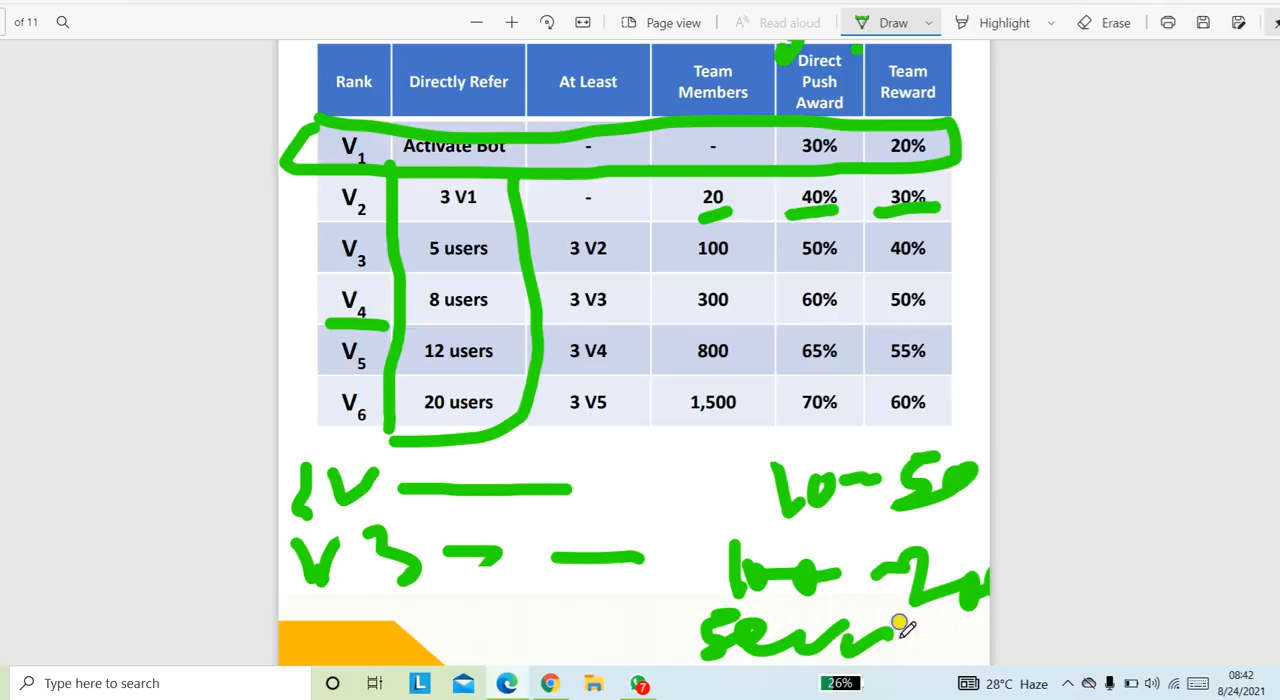 of 11
Page view
Read aloud
Draw
Highlight
Erase
Rank Directly Refer At Least Team Members Direct Push Award Team Reward
V1 Activate Bot - - 30% 20%
V2 3 V1 - 20 40% 30%
V3 5 users 3 V2 100 50% 40%
V4 8 users 3 V3 300 60% 50%
V5 12 users 3 V4 800 65% 55%
V6 20 users 3 V5 1,500 70% 60%
V3
Type here to search
L
7
26%
28°C Haze
08:42
8/24/2021